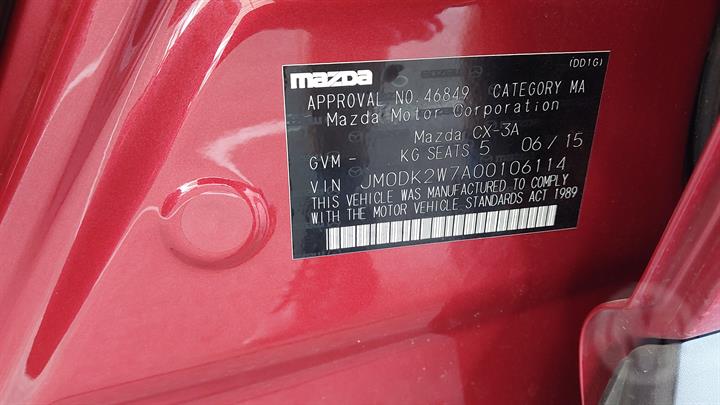 (DD1G)
mazda
APPROVAL NO. 46849 CATEGORY MA
Mazda Motor Corporation
Mazda CX-3A
GVM - KG SEATS 5 06/15
VIN JM0DK2W7A00106114
THIS VEHICLE WAS MANUFACTURED TO COMPLY
WITH THE MOTOR VEHICLE STANDARDS ACT 1989